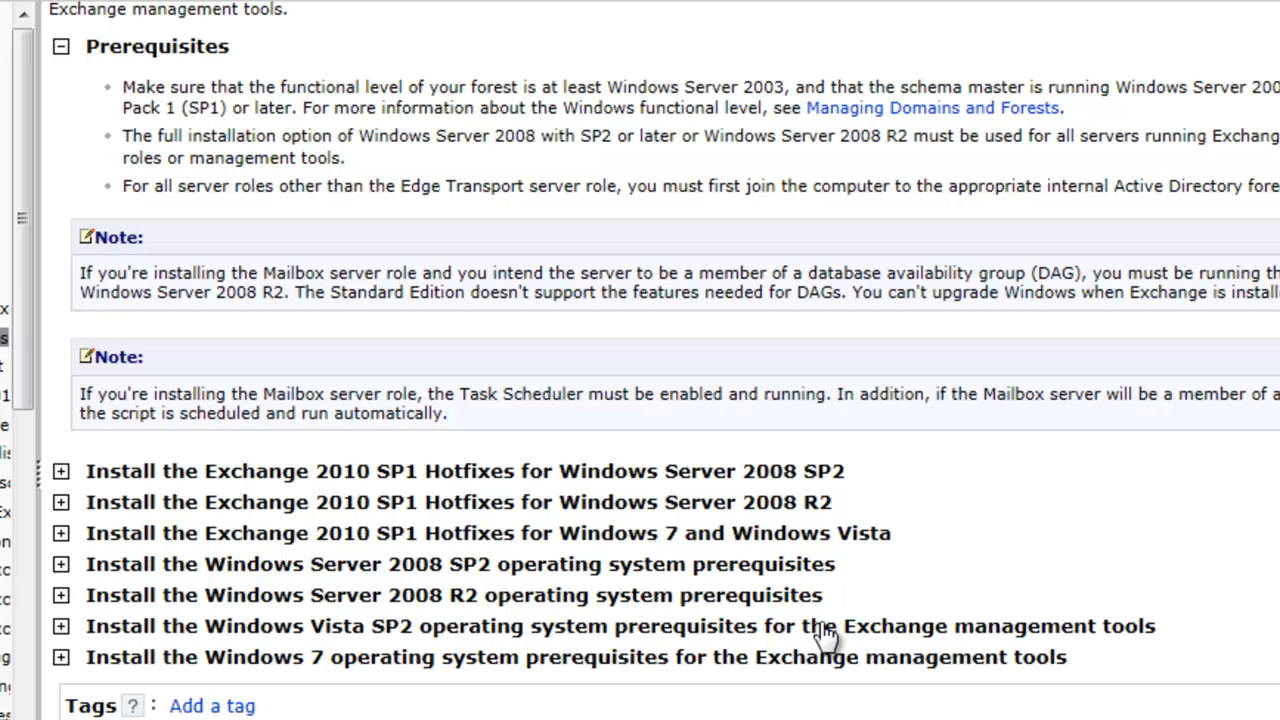 Exchange management tools.
Prerequisites
Make sure that the functional level of your forest is at least Windows Server 2003, and that the schema master is running Windows Server
Pack 1 (SP1) or later. For more information about the Windows functional level, see Managing Domains and Forests.
The full installation option of Windows Server 2008 with SP2 or later or Windows Server 2008 R2 must be used for all servers running Exchang
roles or management tools.
For all server roles other than the Edge Transport server role, you must first join the computer to the appropriate internal Active Directory fore
Note:
If you're installing the Mailbox server role and you intend the server to be a member of a database availability group (DAG), you must be running th
Windows Server 2008 R2. The Standard Edition doesn't support the features needed for DAGs. You can't upgrade Windows when Exchange is install
Note:
If you're installing the Mailbox server role, the Task Scheduler must be enabled and running. In addition, if the Mailbox server will be a member of a
the script is scheduled and run automatically.
Install the Exchange 2010 SP1 Hotfixes for Windows Server 2008 SP2
Install the Exchange 2010 SP1 Hotfixes for Windows Server 2008 R2
Install the Exchange 2010 SP1 Hotfixes for Windows 7 and Windows Vista
Install the Windows Server 2008 SP2 operating system prerequisites
Install the Windows Server 2008 R2 operating system prerequisites
Install the Windows Vista SP2 operating system prerequisites for the Exchange management tools
Install the Windows 7 operating system prerequisites for the Exchange management tools
Tags ? : Add a tag